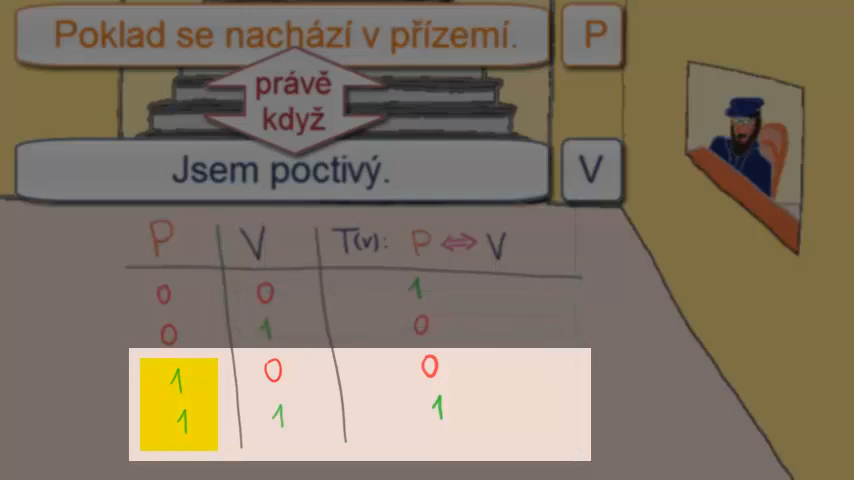 Poklad se nachází v přízemí. P
právě
když
Jsem poctivý. V
P V T(v): P ⇔ V
0 0 1
0 1 0
1 0 0
1 1 1